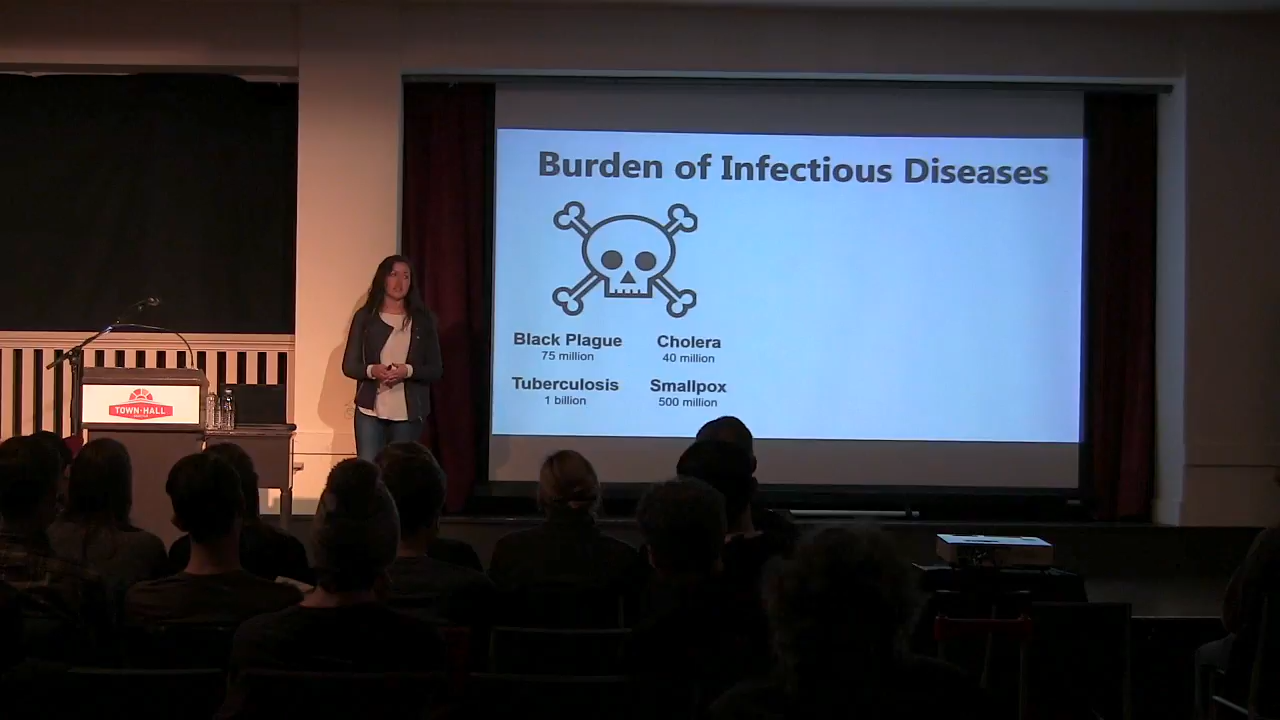 Burden of Infectious Diseases
Black Plague
75 million
Cholera
40 million
Tuberculosis
1 billion
Smallpox
500 million
TOWN HALL